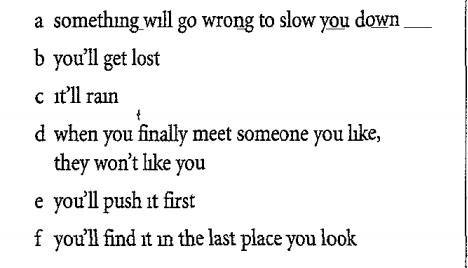 a something will go wrong to slow you down ___
b you'll get lost
c it'll rain
d when you finally meet someone you like,
they won't like you
e you'll push it first
f you'll find it in the last place you look